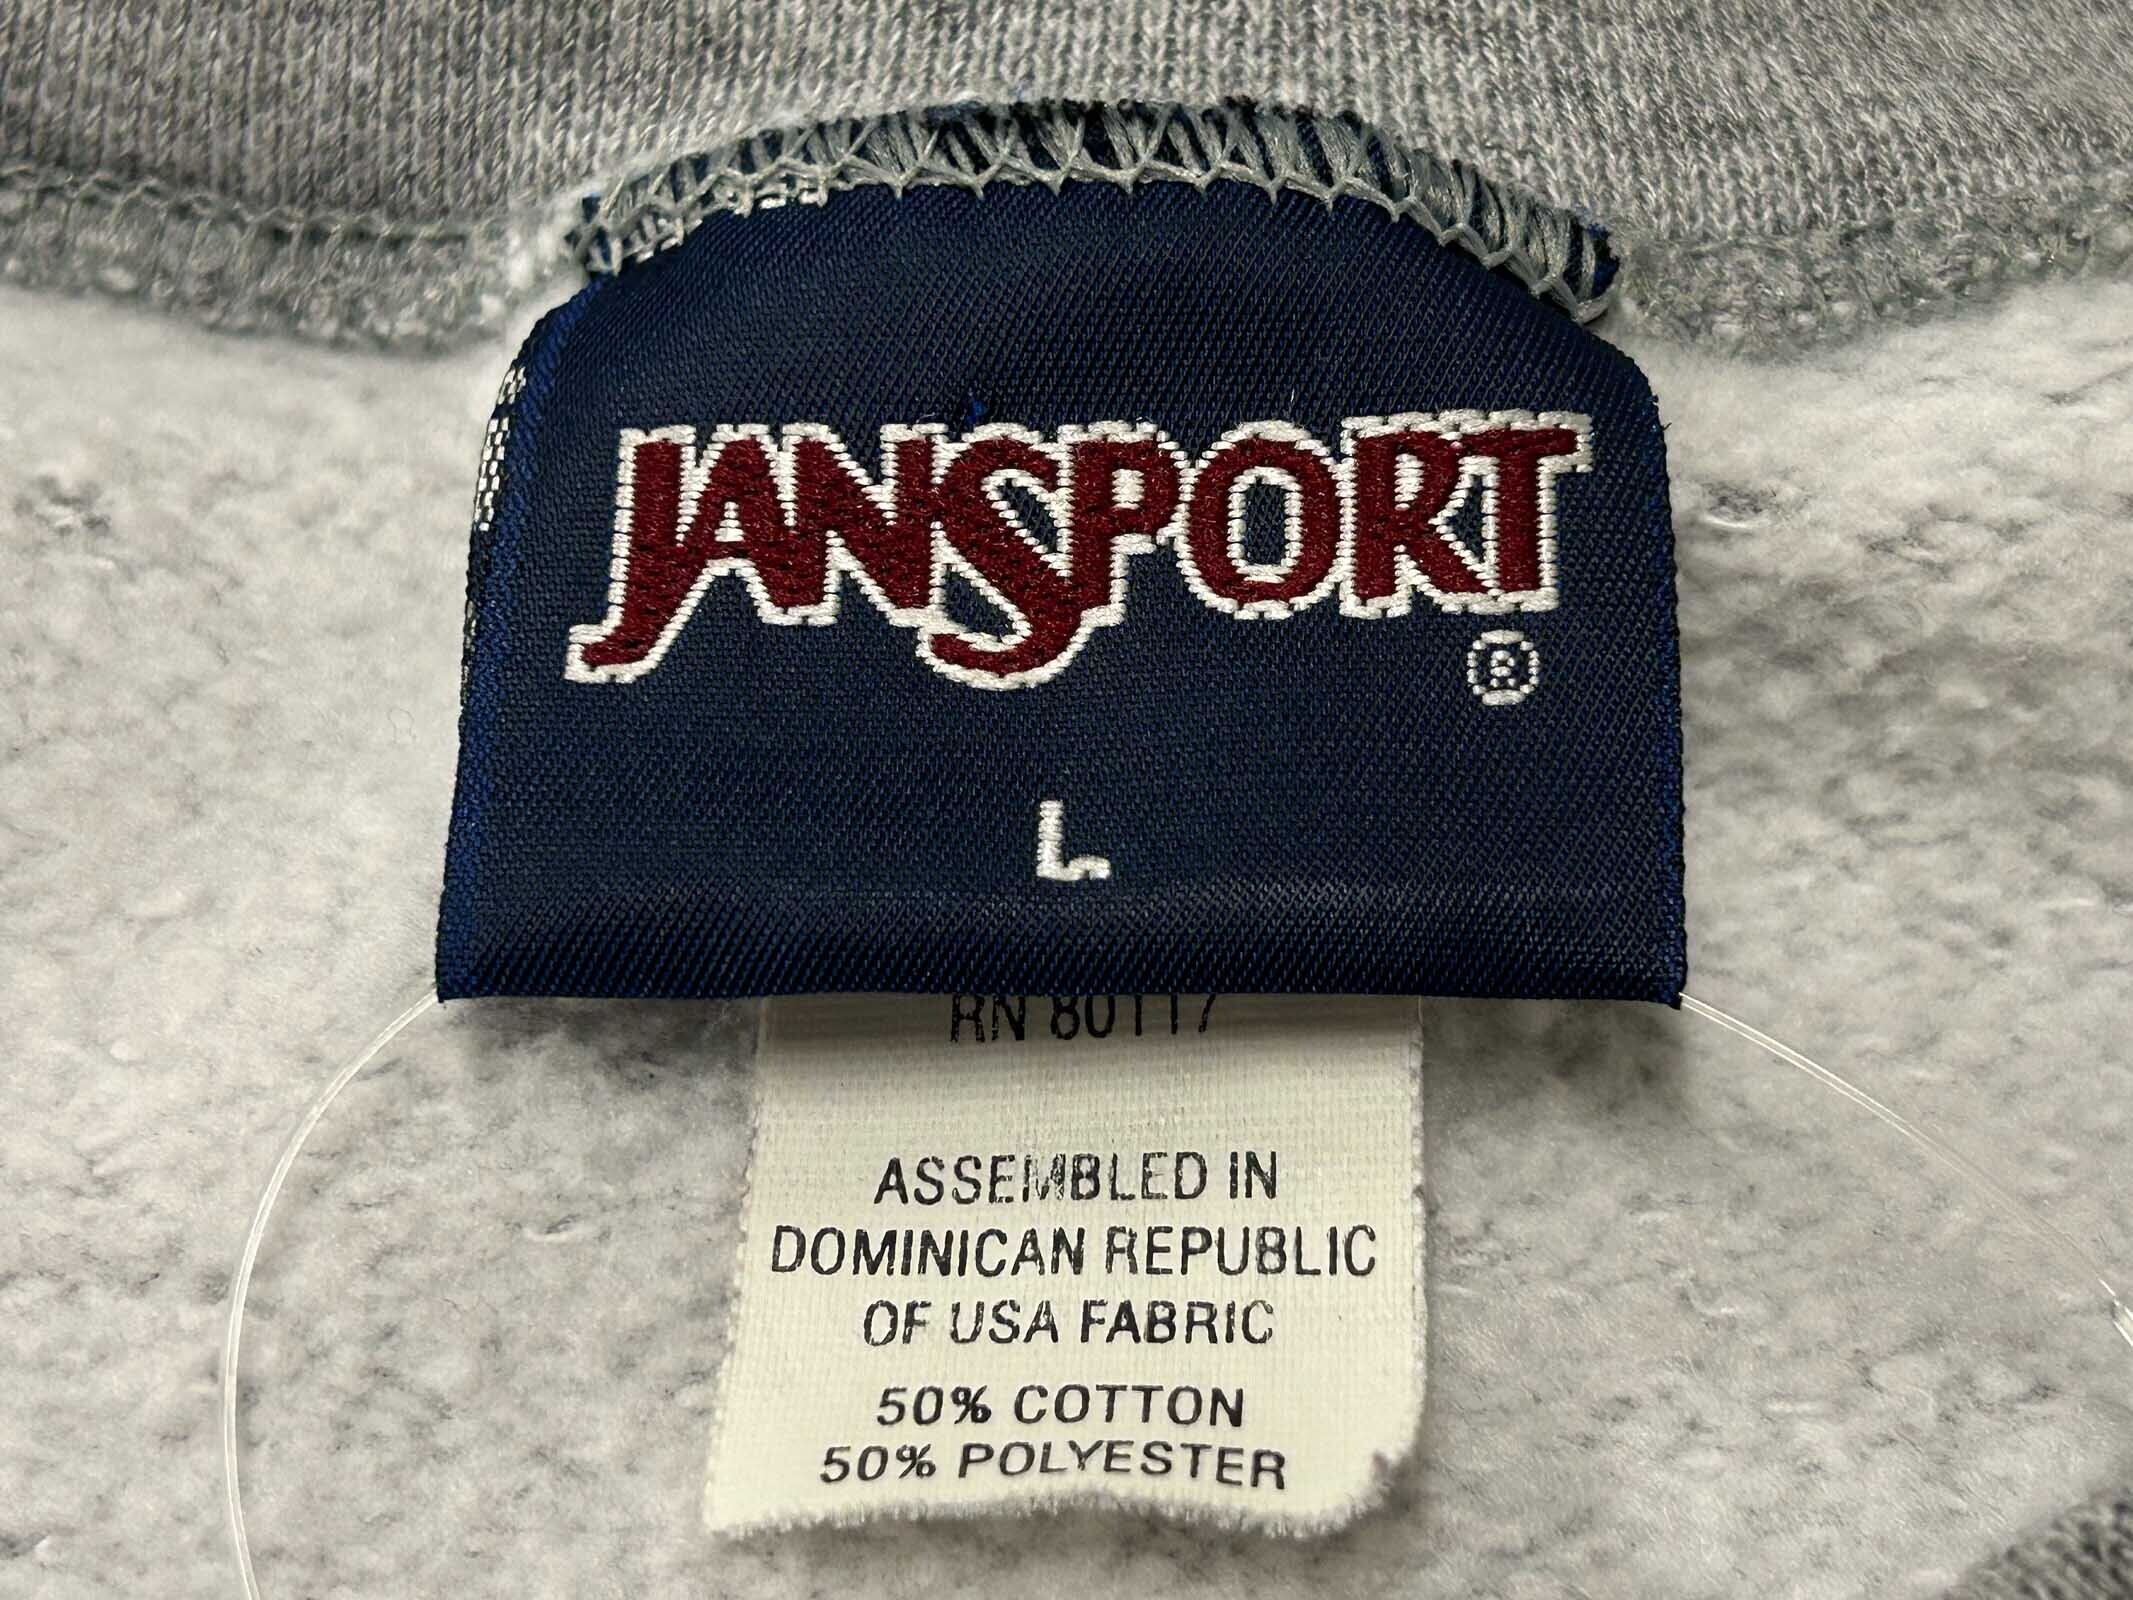 JANSPORT
®
L
RN 80117
ASSEMBLED IN
DOMINICAN REPUBLIC
OF USA FABRIC
50% COTTON
50% POLYESTER